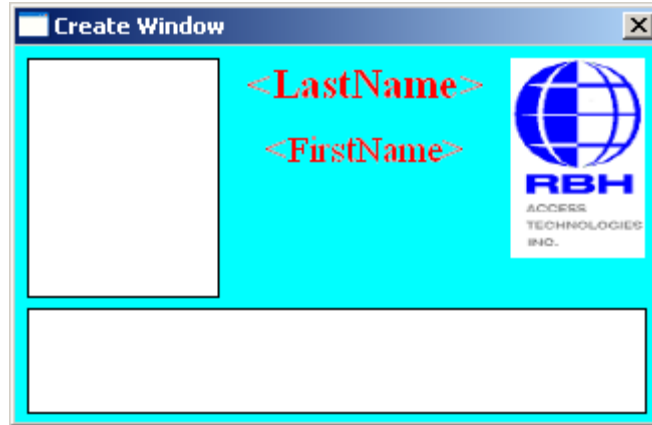 Create Window
<LastName>
<FirstName>
RBH
ACCESS
TECHNOLOGIES
INC.